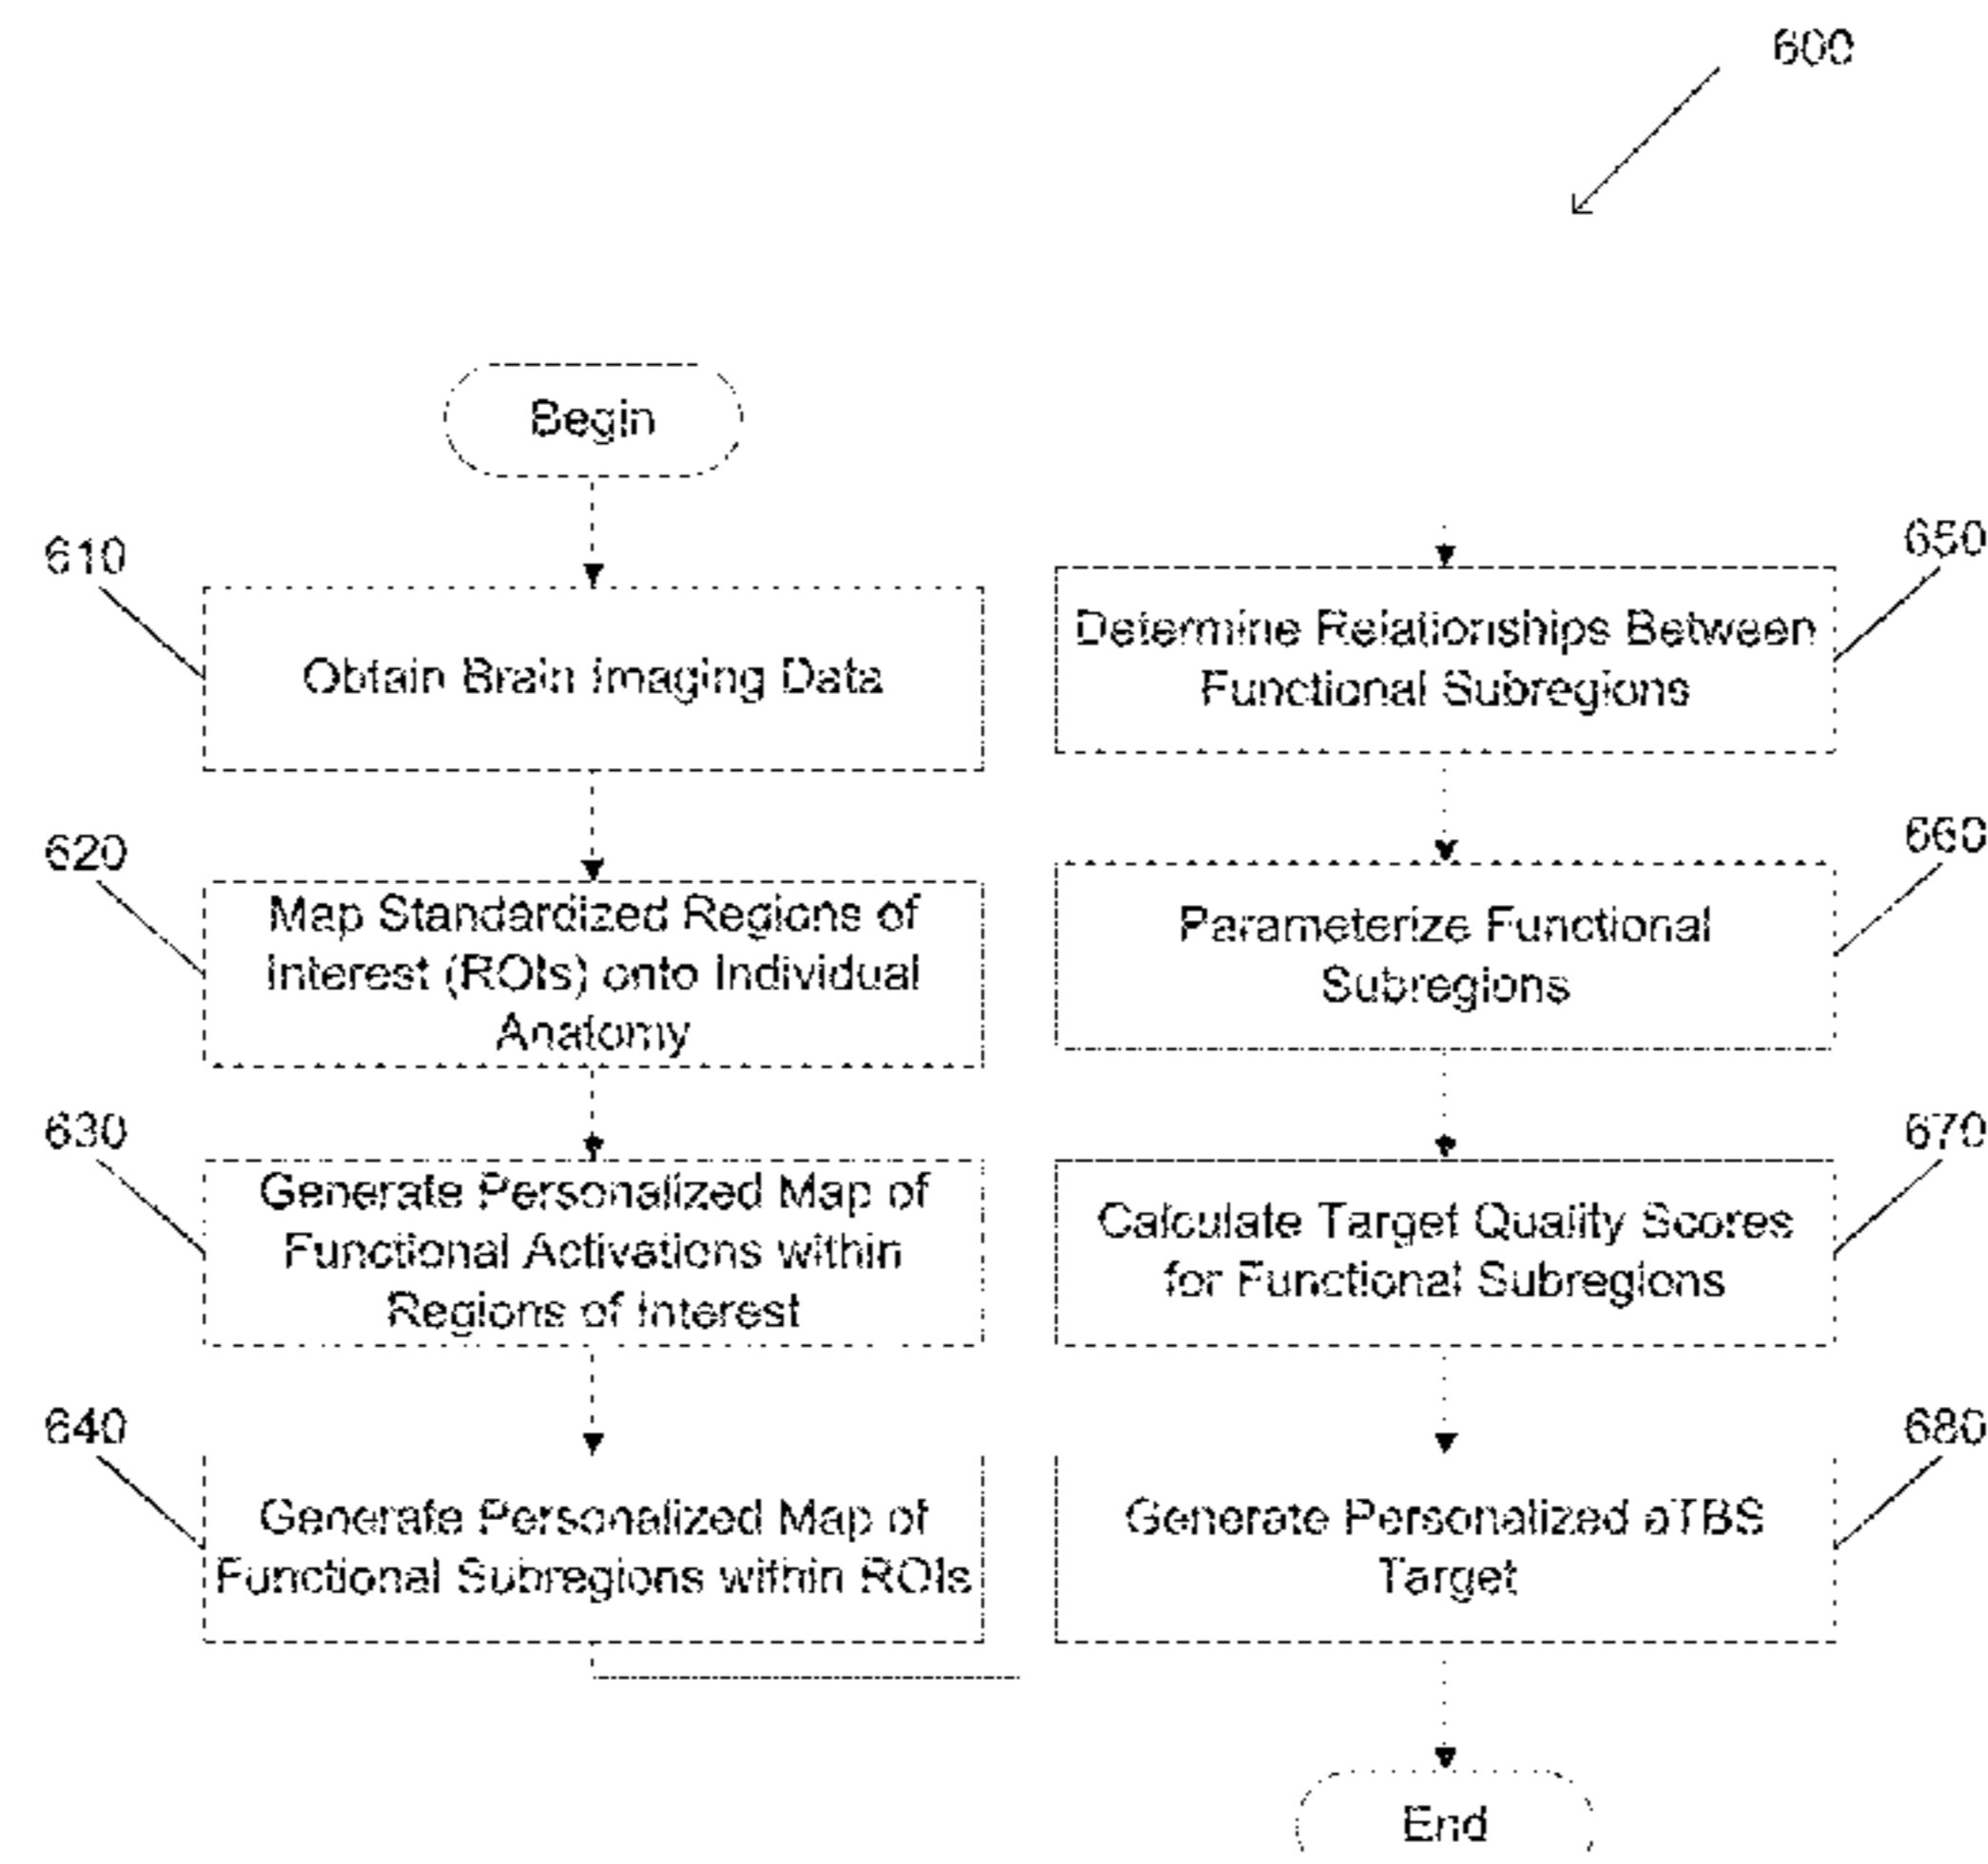 600
Begin
610
Obtain Brain Imaging Data
620
Map Standardized Regions of
Interest (ROIs) onto Individual
Anatomy
630
Generate Personalized Map of
Functional Activations within
Regions of Interest
640
Generate Personalized Map of
Functional Subregions within ROIs
650
Determine Relationships Between
Functional Subregions
660
Parameterize Functional
Subregions
670
Calculate Target Quality Scores
for Functional Subregions
680
Generate Personalized aTBS
Target
End